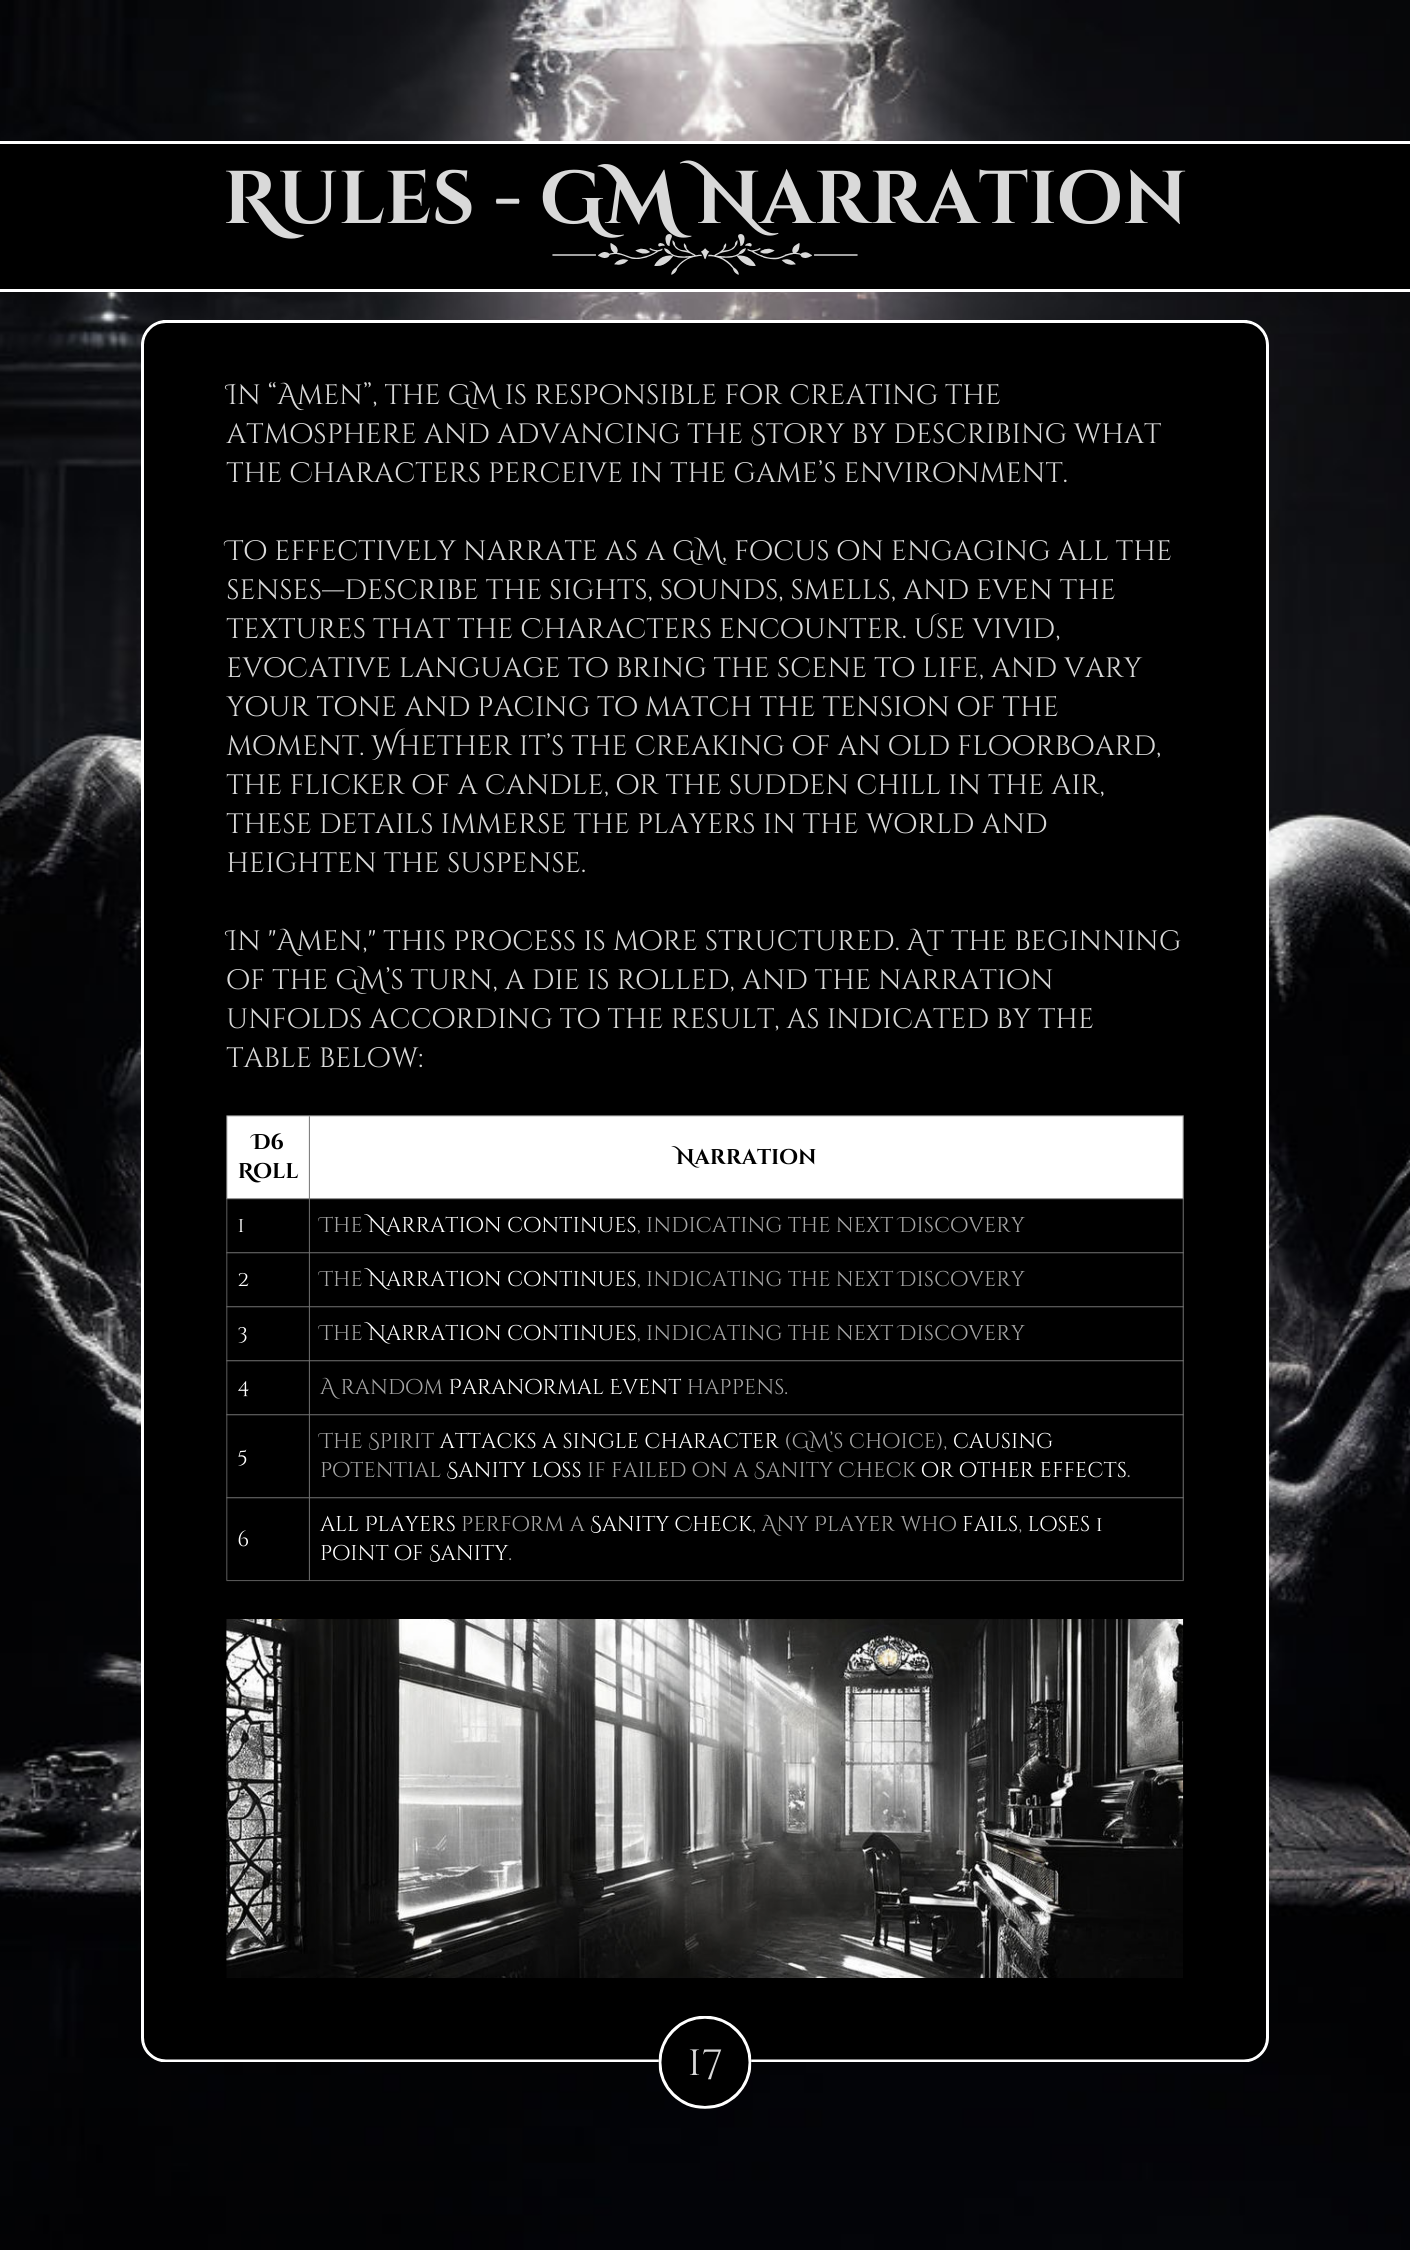 Rules - GM Narration
In “Amen”, the GM is responsible for creating the
atmosphere and advancing the Story by describing what
the Characters perceive in the game’s environment.
To effectively narrate as a GM, focus on engaging all the
senses—describe the sights, sounds, smells, and even the
textures that the Characters encounter. Use vivid,
evocative language to bring the scene to life, and vary
your tone and pacing to match the tension of the
moment. Whether it’s the creaking of an old floorboard,
the flicker of a candle, or the sudden chill in the air,
these details immerse the players in the world and
heighten the suspense.
In "Amen," this process is more structured. At the beginning
of the GM’s turn, a die is rolled, and the narration
unfolds according to the result, as indicated by the
table below:
D6
Roll
Narration
1 The Narration continues, indicating the next Discovery
2 The Narration continues, indicating the next Discovery
3 The Narration continues, indicating the next Discovery
4 A random Paranormal Event happens.
5 The Spirit attacks a single character (GM’s choice), causing
potential Sanity loss if failed on a Sanity Check or other effects.
6 All Players perform a Sanity Check, Any Player who fails, loses 1
point of Sanity.
17